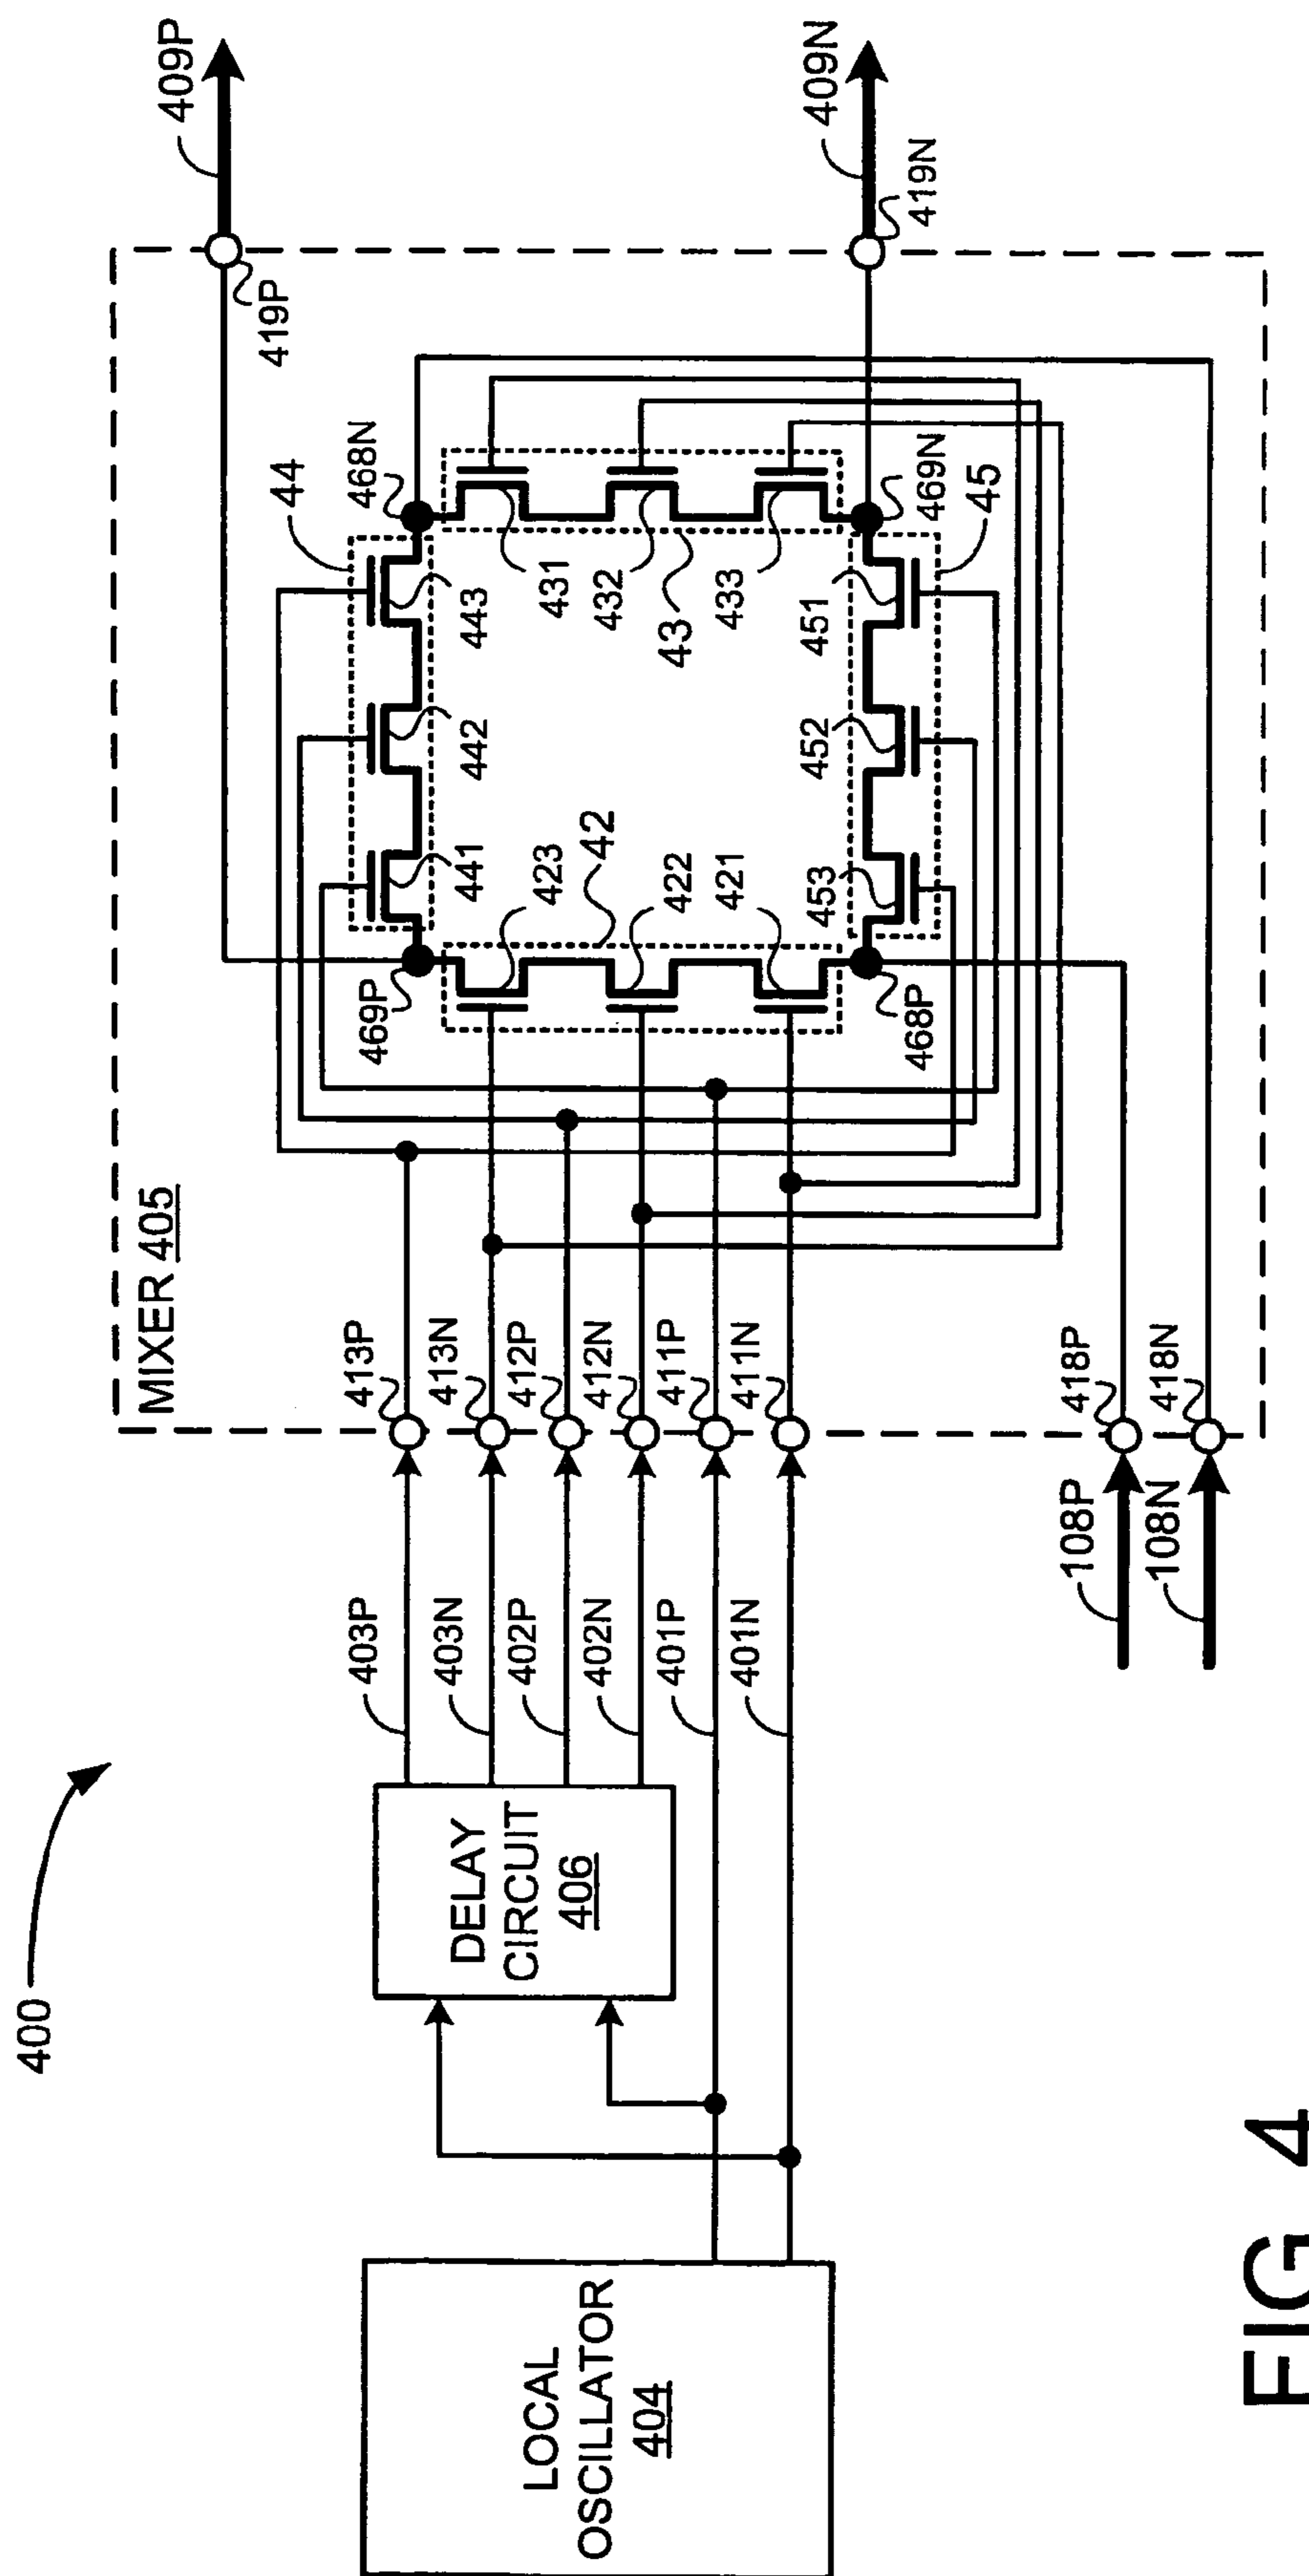 400
LOCAL
OSCILLATOR
404
DELAY
CIRCUIT
406
403P
403N
402P
402N
401P
401N
108P
108N
MIXER 405
413P
413N
412P
412N
411P
411N
418P
418N
469P
468P
42
423
422
421
441
442
443
44
468N
431
432
433
43
453
452
451
45
469N
419P
419N
409P
409N
FIG. 4